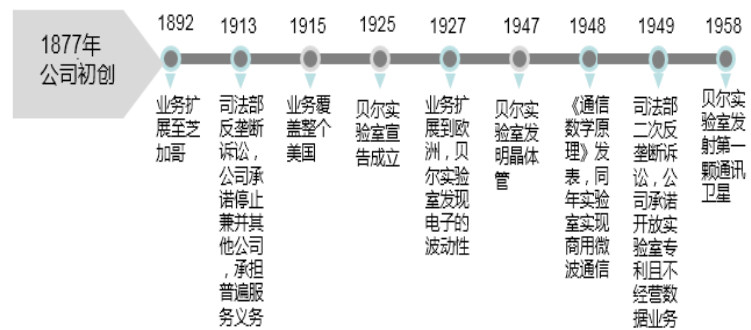 1877年
公司初创
1892
1913
1915
1925
1927
1947
1948
1949
1958
业务扩
展至芝
加哥
司法部
反垄断
诉讼，
公司承
诺停止
兼并其
他公司
，承担
普遍服
务义务
业务覆
盖整个
美国
贝尔实
验室宣
告成立
业务扩
展到欧
洲，贝
尔实验
室发现
电子的
波动性
贝尔实
验室发
明晶体
管
《通信
数学原
理》发
表，同
年实验
室实现
商用微
波通信
司法部
二次反
垄断诉
讼，公
司承诺
开放实
验室专
利且不
经营数
据业务
贝尔实
验室发
射第一
颗通讯
卫星